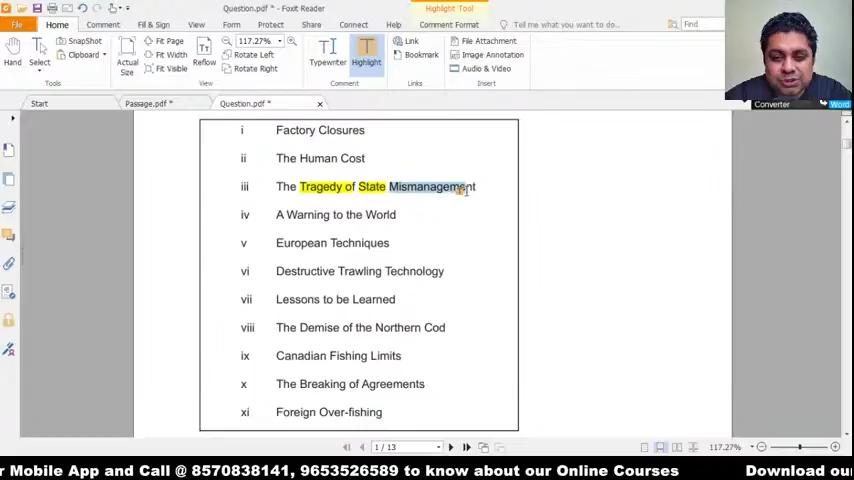 Question.pdf * - Foxit Reader
Highlight Tool
File Home Comment Fill & Sign View Form Protect Share Connect Help Comment Format Tell me what you want to do... Find
SnapShot
Clipboard
Hand Select
Actual Size
Fit Page
Fit Width
Fit Visible
Reflow
117.27%
Rotate Left
Rotate Right
Typewriter Highlight
Link
Bookmark
File Attachment
Image Annotation
Audio & Video
Tools View Comment Links Insert
Converter Word
Start Passage.pdf * Question.pdf *
i Factory Closures
ii The Human Cost
iii The Tragedy of State Mismanagement
iv A Warning to the World
v European Techniques
vi Destructive Trawling Technology
vii Lessons to be Learned
viii The Demise of the Northern Cod
ix Canadian Fishing Limits
x The Breaking of Agreements
xi Foreign Over-fishing
1 / 13 117.27%
r Mobile App and Call @ 8570838141, 9653526589 to know about our Online Courses Download ou